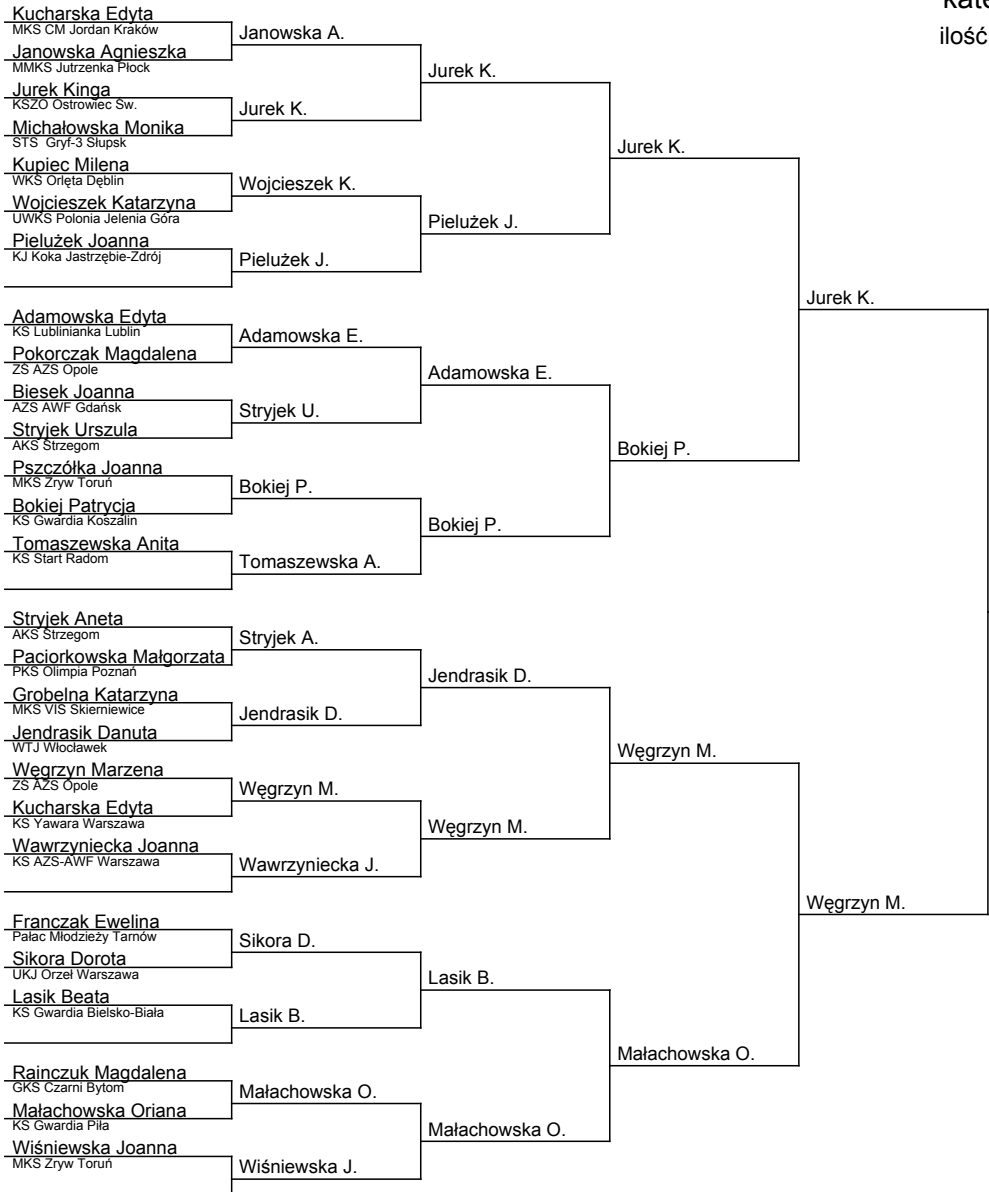 Kucharska Edyta
MKS CM Jordan Kraków
Janowska Agnieszka
MMKS Jutrzenka Płock
Jurek Kinga
KSZO Ostrowiec Św.
Michałowska Monika
STS Gryf-3 Słupsk
Kupiec Milena
WKS Orlęta Dęblin
Wojcieszek Katarzyna
UWKS Polonia Jelenia Góra
Pielużek Joanna
KJ Koka Jastrzębie-Zdrój
Adamowska Edyta
KS Lublinianka Lublin
Pokorczak Magdalena
ZŚ AZS Opole
Biesek Joanna
AZS AWF Gdańsk
Stryjek Urszula
AKS Strzegom
Pszczółka Joanna
MKS Zryw Toruń
Bokiej Patrycja
KS Gwardia Koszalin
Tomaszewska Anita
KS Start Radom
Stryjek Aneta
AKS Strzegom
Paciorkowska Małgorzata
PKS Olimpia Poznań
Grobelna Katarzyna
MKS VIS Skierniewice
Jendrasik Danuta
WTJ Włocławek
Węgrzyn Marzena
ZŚ AZS Opole
Kucharska Edyta
KS Yawara Warszawa
Wawrzyniecka Joanna
KS AZS-AWF Warszawa
Franczak Ewelina
Pałac Młodzieży Tarnów
Sikora Dorota
UKJ Orzeł Warszawa
Lasik Beata
KS Gwardia Bielsko-Biała
Rainczuk Magdalena
GKS Czarni Bytom
Małachowska Oriana
KS Gwardia Piła
Wiśniewska Joanna
MKS Zryw Toruń
Janowska A.
Jurek K.
Wojcieszek K.
Pielużek J.
Adamowska E.
Stryjek U.
Bokiej P.
Tomaszewska A.
Stryjek A.
Jendrasik D.
Węgrzyn M.
Wawrzyniecka J.
Sikora D.
Lasik B.
Małachowska O.
Wiśniewska J.
Jurek K.
Pielużek J.
Adamowska E.
Bokiej P.
Jendrasik D.
Węgrzyn M.
Lasik B.
Małachowska O.
Jurek K.
Bokiej P.
Węgrzyn M.
Małachowska O.
Jurek K.
Węgrzyn M.
ilość